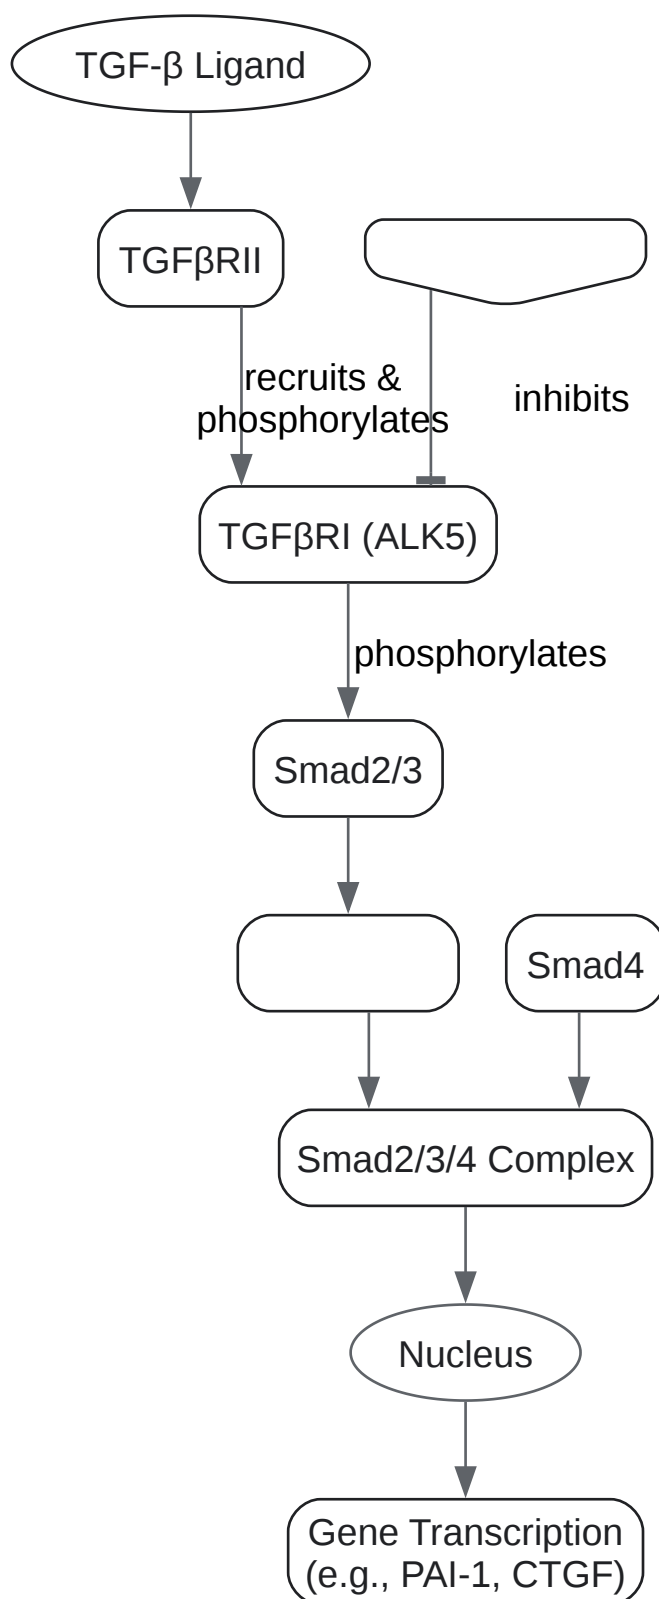 TGF-β Ligand
TGFβRII
recruits &
phosphorylates
inhibits
TGFβRI (ALK5)
phosphorylates
Smad2/3
Smad4
Smad2/3/4 Complex
Nucleus
Gene Transcription
(e.g., PAI-1, CTGF)